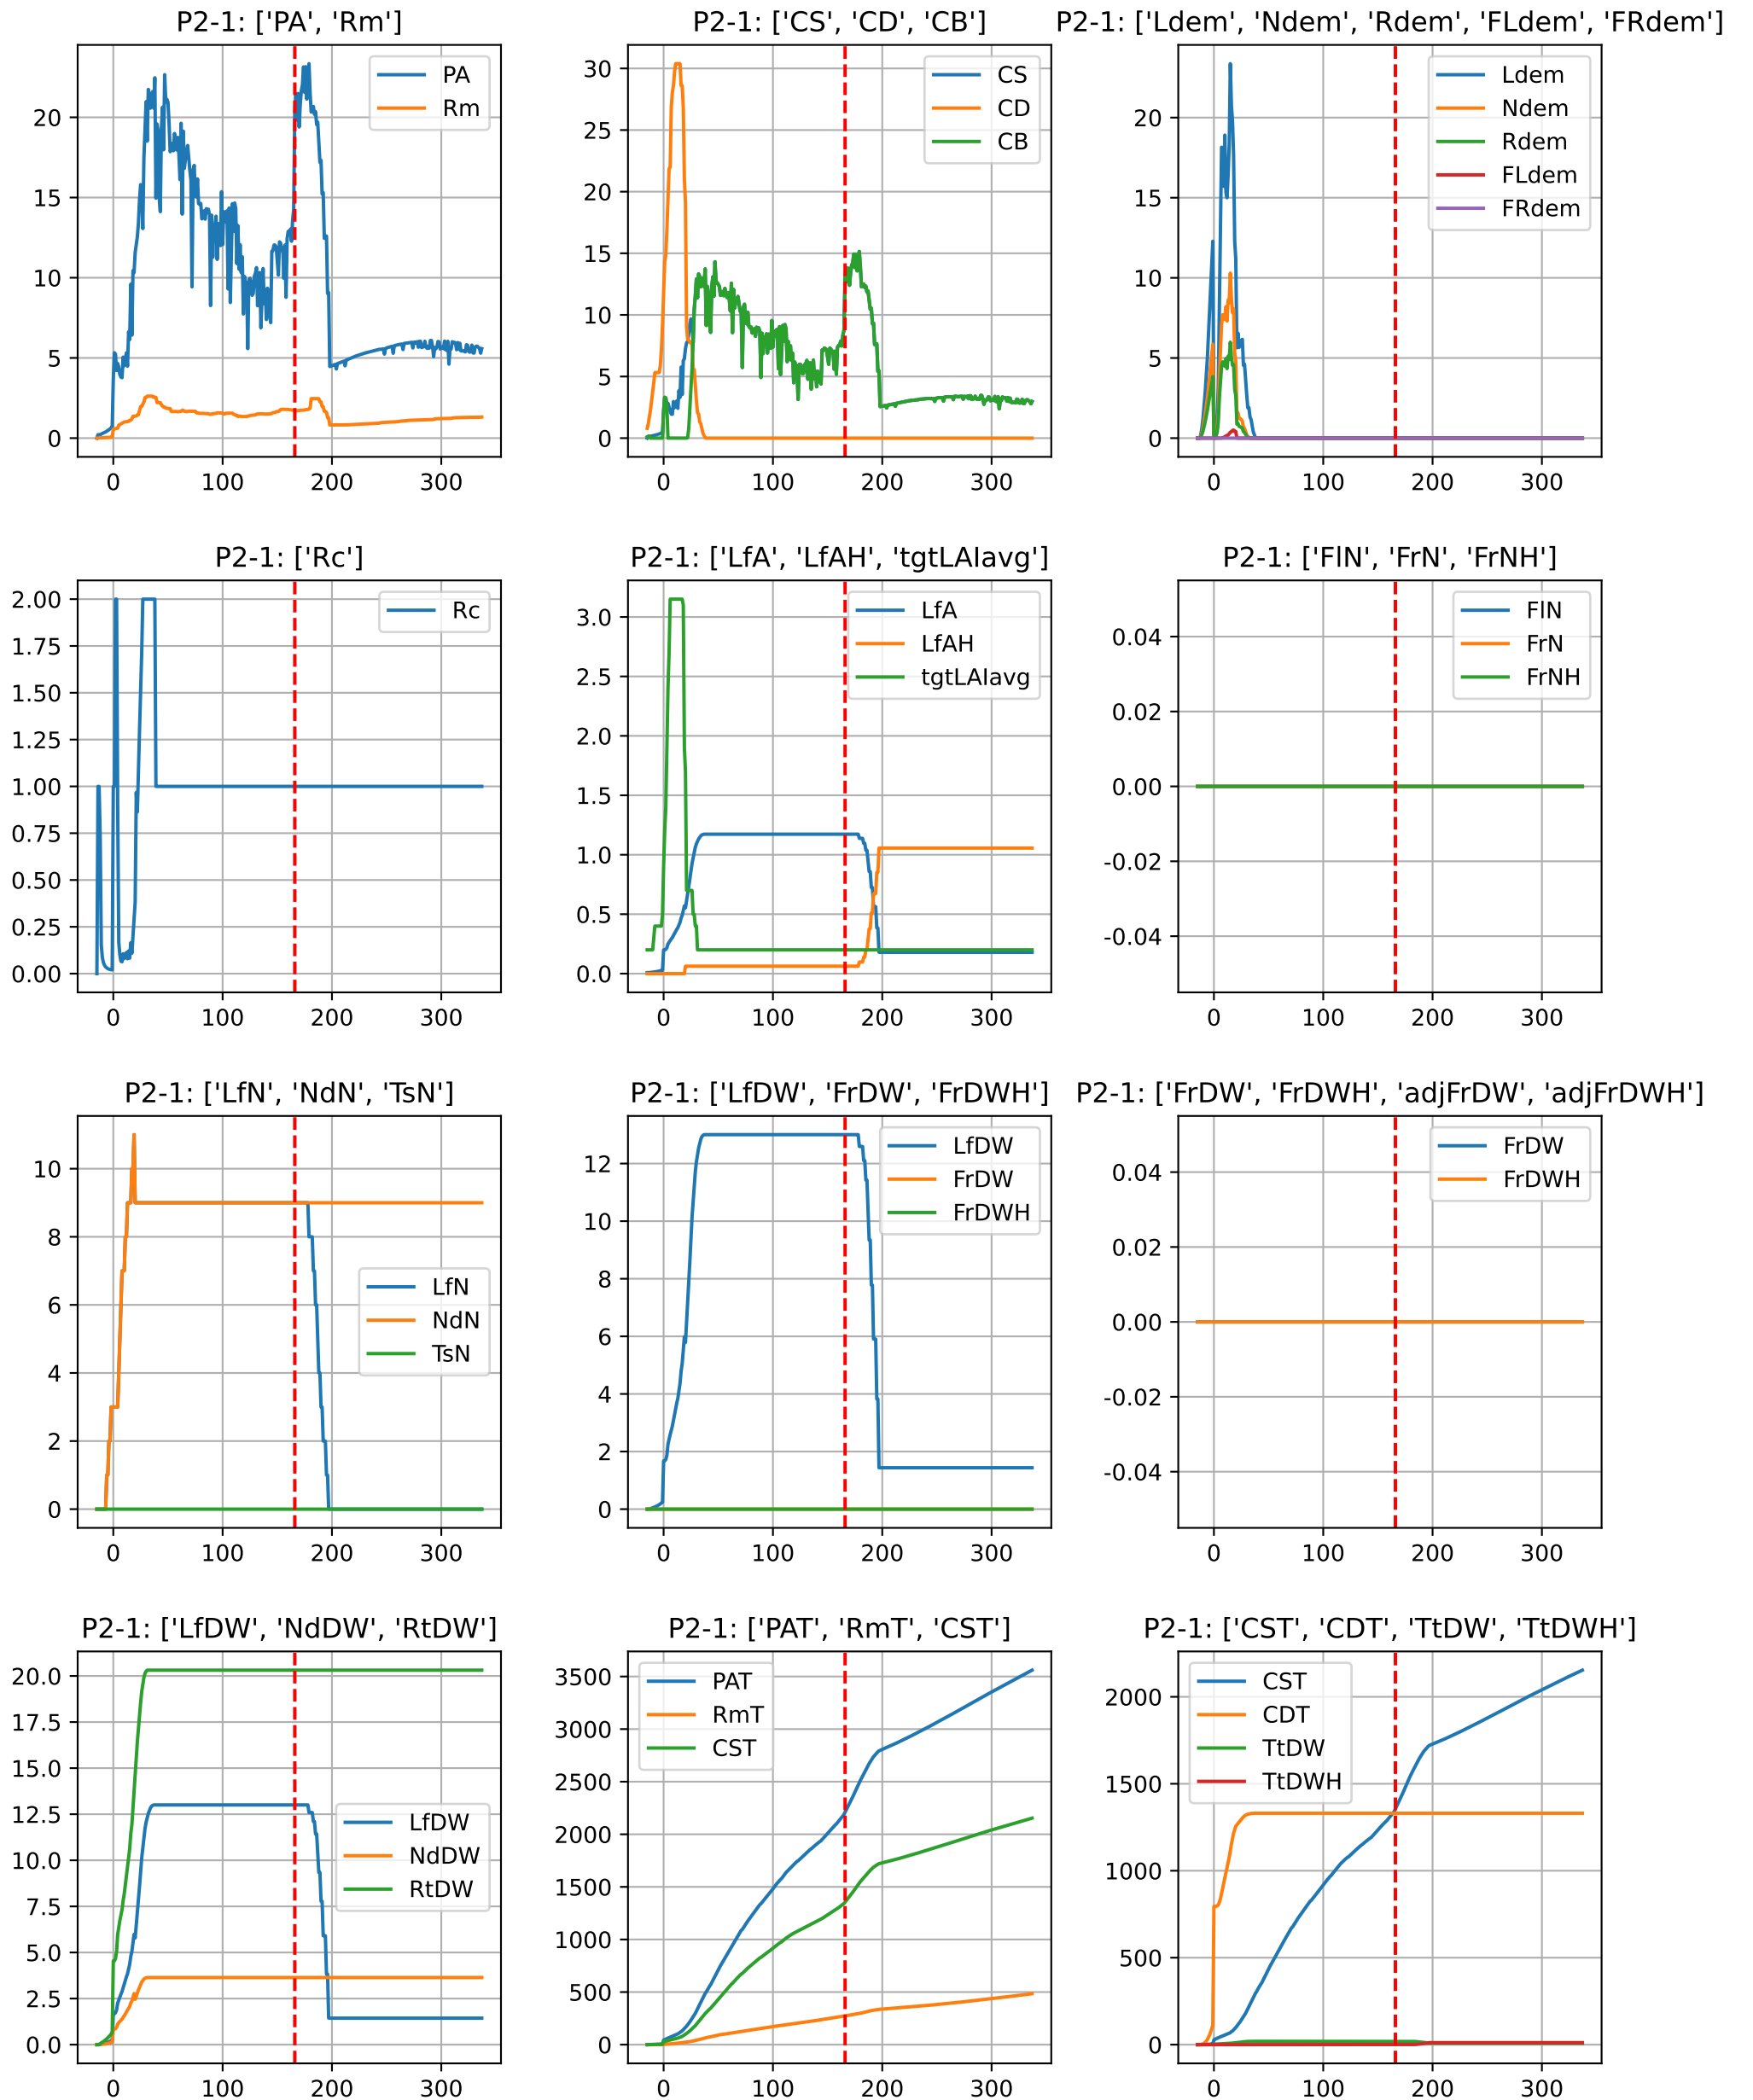 P2-1: ['PA', 'Rm']
P2-1: ['CS', 'CD', 'CB']
P2-1: ['Ldem', 'Ndem', 'Rdem', 'FLdem', 'FRdem']
PA
Rm
20
15
10
5
0
0 100 200 300
CS
CD
CB
30
25
20
15
10
5
0
0 100 200 300
Ldem
Ndem
Rdem
FLdem
FRdem
20
15
10
5
0
0 100 200 300
P2-1: ['Rc']
P2-1: ['LfA', 'LfAH', 'tgtLAIavg']
P2-1: ['FlN', 'FrN', 'FrNH']
Rc
2.00
1.75
1.50
1.25
1.00
0.75
0.50
0.25
0.00
0 100 200 300
LfA
LfAH
tgtLAIavg
3.0
2.5
2.0
1.5
1.0
0.5
0.0
0 100 200 300
FlN
FrN
FrNH
0.04
0.02
0.00
-0.02
-0.04
0 100 200 300
P2-1: ['LfN', 'NdN', 'TsN']
P2-1: ['LfDW', 'FrDW', 'FrDWH']
P2-1: ['FrDW', 'FrDWH', 'adjFrDW', 'adjFrDWH']
10
8
6
4
2
0
LfN
NdN
TsN
0 100 200 300
LfDW
FrDW
FrDWH
12
10
8
6
4
2
0
0 100 200 300
FrDW
FrDWH
0.04
0.02
0.00
-0.02
-0.04
0 100 200 300
P2-1: ['LfDW', 'NdDW', 'RtDW']
P2-1: ['PAT', 'RmT', 'CST']
P2-1: ['CST', 'CDT', 'TtDW', 'TtDWH']
20.0
17.5
15.0
12.5
10.0
7.5
5.0
2.5
0.0
LfDW
NdDW
RtDW
0 100 200 300
PAT
RmT
CST
3500
3000
2500
2000
1500
1000
500
0
0 100 200 300
CST
CDT
TtDW
TtDWH
2000
1500
1000
500
0
0 100 200 300